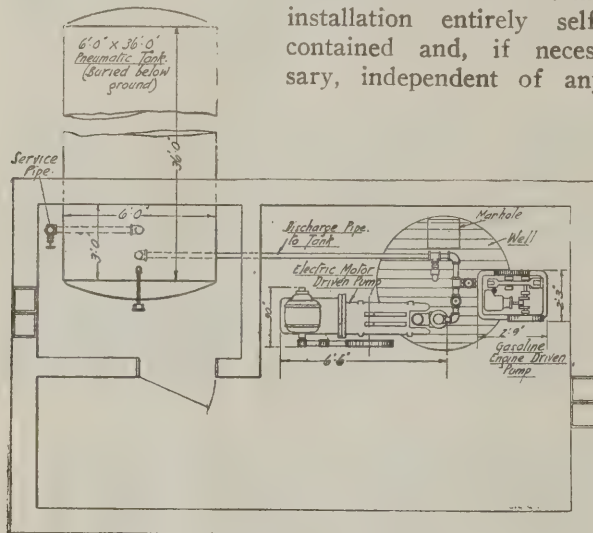 installation entirely self
contained and, if neces-
sary, independent of any
6'-0" x 36'-0"
Pneumatic Tank
(Buried below
ground)
36'-0"
Service
Pipe
6'-0"
Discharge Pipe
to Tank
Manhole
Well
Electric Motor
Driven Pump
6'-6"
2'-9"
Gasoline
Engine Driven
Pump